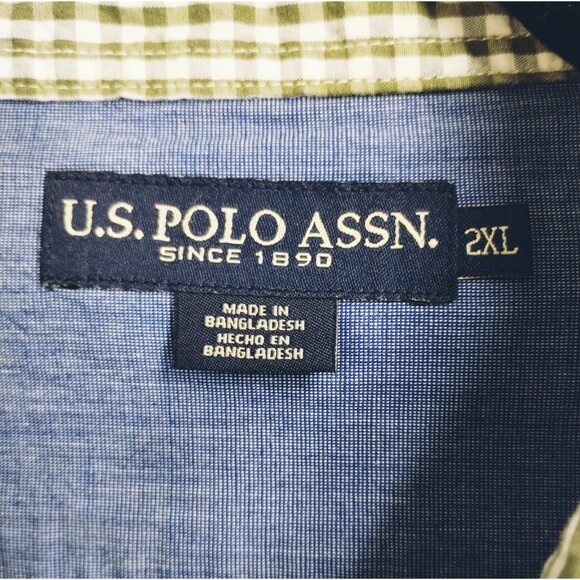 U.S. POLO ASSN.
SINCE 1890
2XL
MADE IN
BANGLADESH
HECHO EN
BANGLADESH